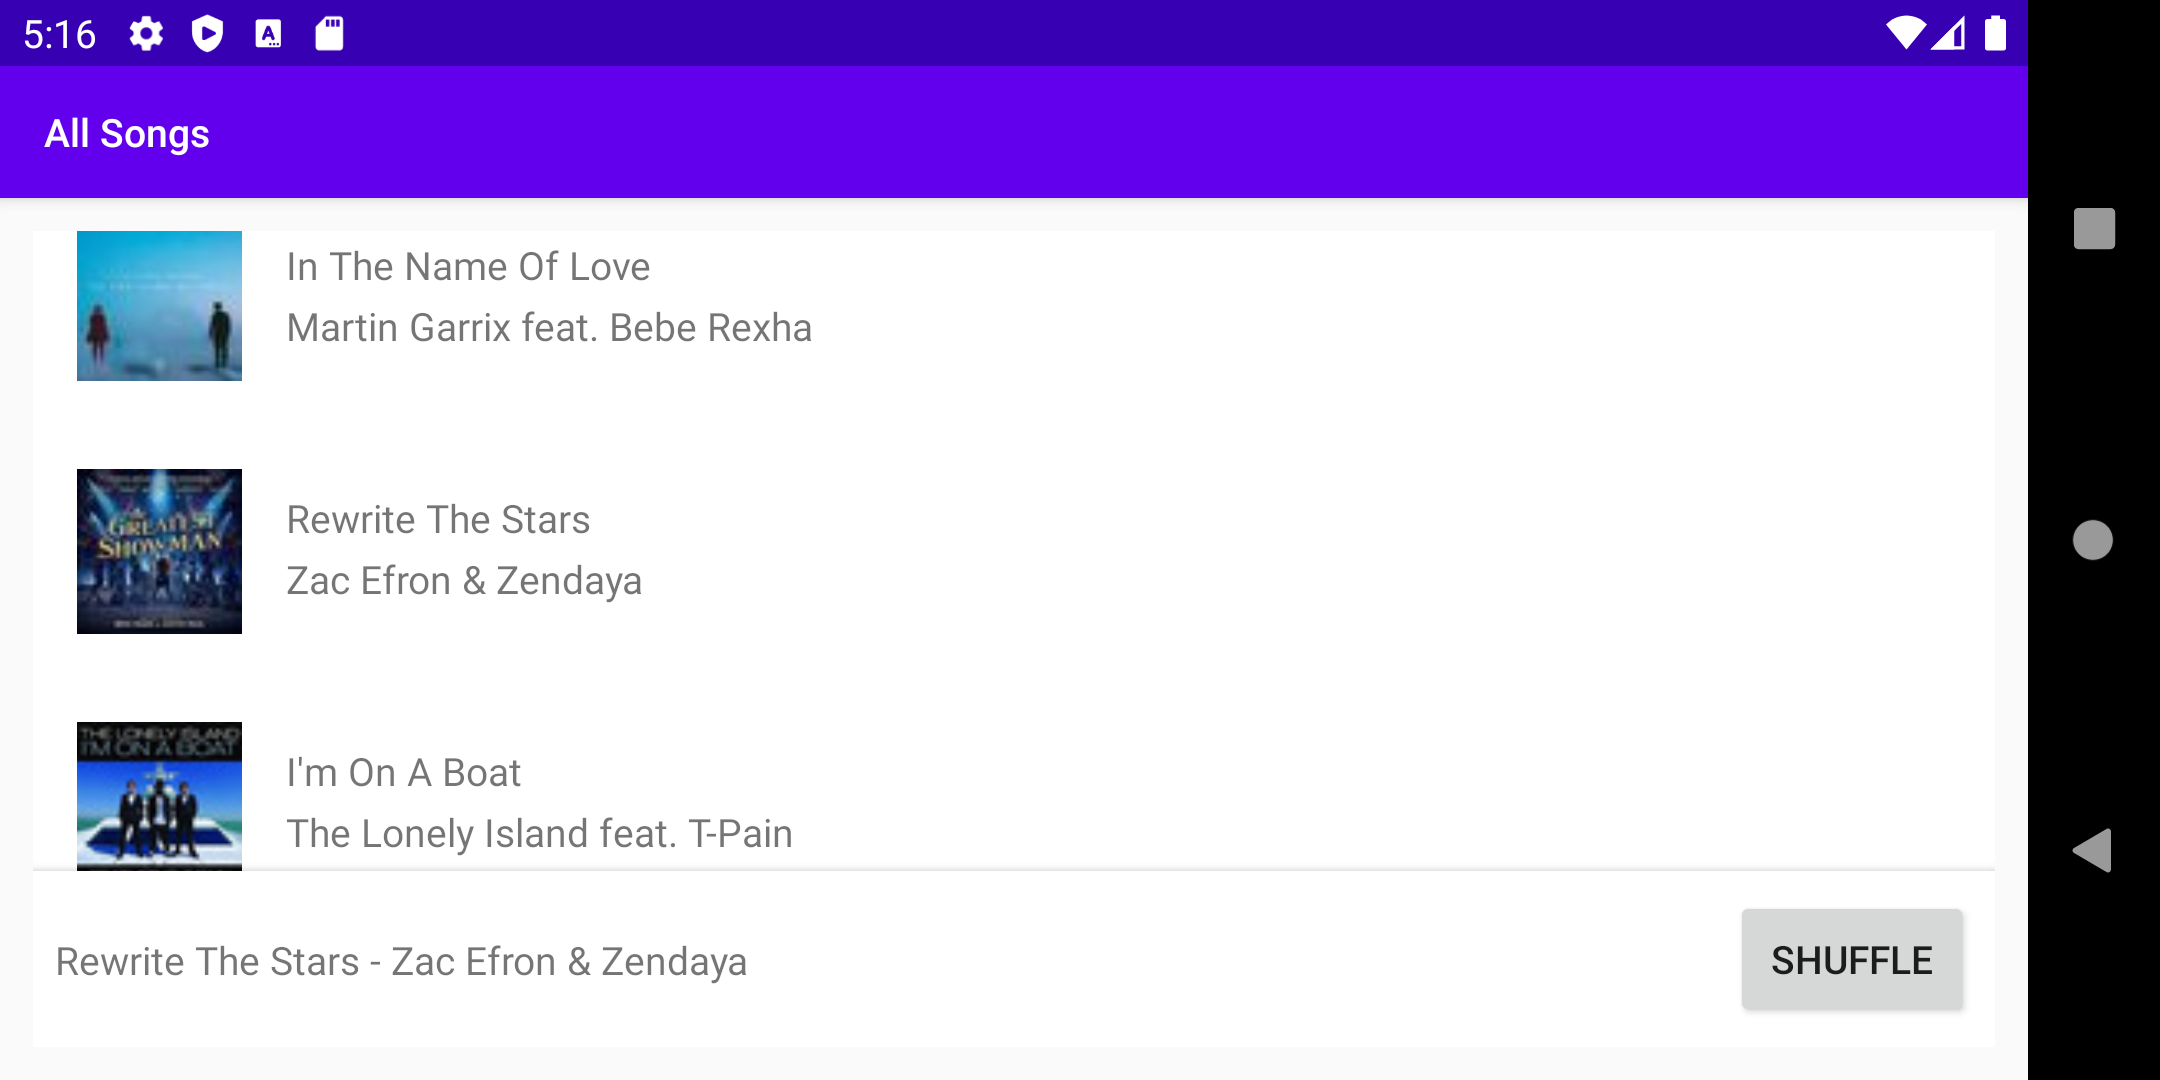 5:16
All Songs
In The Name Of Love
Martin Garrix feat. Bebe Rexha
GREATEST
SHOWMAN
Rewrite The Stars
Zac Efron & Zendaya
THE LONELY ISLAND
I'M ON A BOAT
I'm On A Boat
The Lonely Island feat. T-Pain
Rewrite The Stars - Zac Efron & Zendaya
SHUFFLE